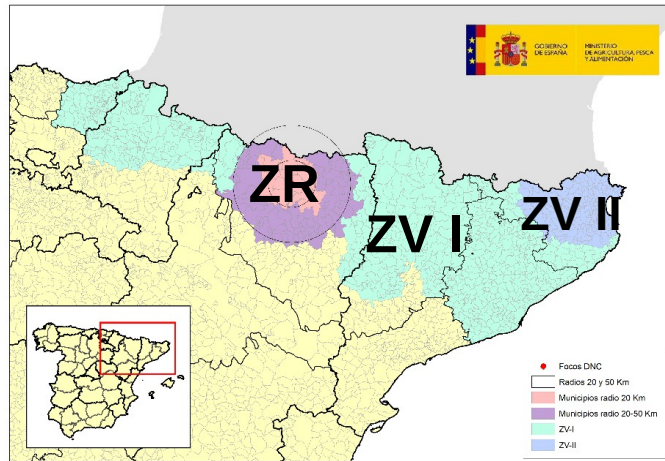 GOBIERNO
DE ESPAÑA
MINISTERIO
DE AGRICULTURA, PESCA
Y ALIMENTACIÓN
ZR
ZV I
ZV II
Focos DNC
Radios 20 y 50 Km
Municipios radio 20 Km
Municipios radio 20-50 Km
ZV-I
ZV-II